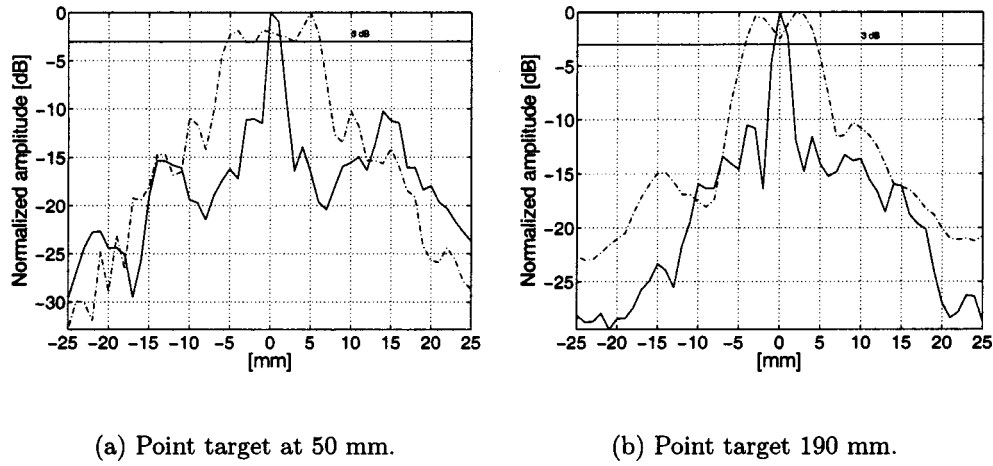 0
−5
−10
−15
−20
−25
−30
Normalized amplitude [dB]
3 dB
−25 −20 −15 −10 −5 0 5 10 15 20 25
[mm]
(a) Point target at 50 mm.
0
−5
−10
−15
−20
−25
Normalized amplitude [dB]
3 dB
−25 −20 −15 −10 −5 0 5 10 15 20 25
[mm]
(b) Point target 190 mm.